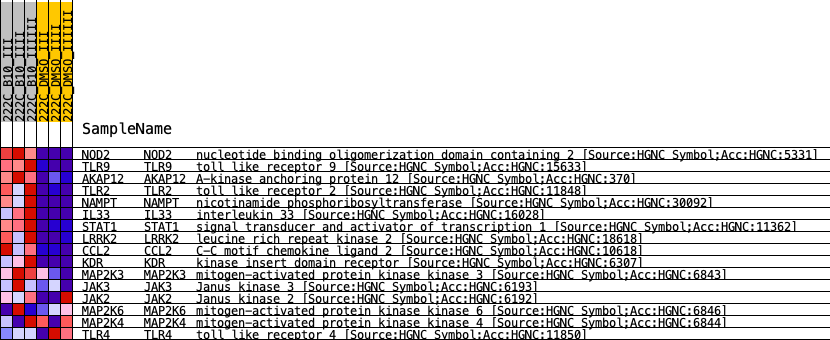 222C_B10_III
222C_B10_IIII
222C_B10_IIIIII
222C_DMSO_III
222C_DMSO_IIII
222C_DMSO_IIIIII
SampleName
NOD2 NOD2 nucleotide binding oligomerization domain containing 2 [Source:HGNC Symbol;Acc:HGNC:5331]
TLR9 TLR9 toll like receptor 9 [Source:HGNC Symbol;Acc:HGNC:15633]
AKAP12 AKAP12 A-kinase anchoring protein 12 [Source:HGNC Symbol;Acc:HGNC:370]
TLR2 TLR2 toll like receptor 2 [Source:HGNC Symbol;Acc:HGNC:11848]
NAMPT NAMPT nicotinamide phosphoribosyltransferase [Source:HGNC Symbol;Acc:HGNC:30092]
IL33 IL33 interleukin 33 [Source:HGNC Symbol;Acc:HGNC:16028]
STAT1 STAT1 signal transducer and activator of transcription 1 [Source:HGNC Symbol;Acc:HGNC:11362]
LRRK2 LRRK2 leucine rich repeat kinase 2 [Source:HGNC Symbol;Acc:HGNC:18618]
CCL2 CCL2 C-C motif chemokine ligand 2 [Source:HGNC Symbol;Acc:HGNC:10618]
KDR KDR kinase insert domain receptor [Source:HGNC Symbol;Acc:HGNC:6307]
MAP2K3 MAP2K3 mitogen-activated protein kinase kinase 3 [Source:HGNC Symbol;Acc:HGNC:6843]
JAK3 JAK3 Janus kinase 3 [Source:HGNC Symbol;Acc:HGNC:6193]
JAK2 JAK2 Janus kinase 2 [Source:HGNC Symbol;Acc:HGNC:6192]
MAP2K6 MAP2K6 mitogen-activated protein kinase kinase 6 [Source:HGNC Symbol;Acc:HGNC:6846]
MAP2K4 MAP2K4 mitogen-activated protein kinase kinase 4 [Source:HGNC Symbol;Acc:HGNC:6844]
TLR4 TLR4 toll like receptor 4 [Source:HGNC Symbol;Acc:HGNC:11850]